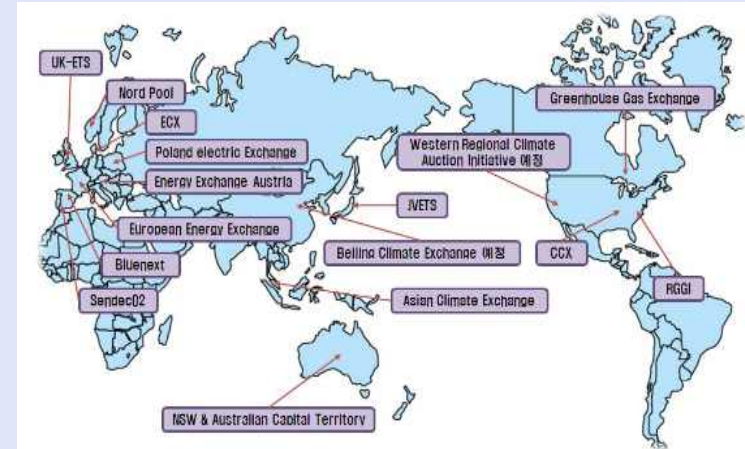 UK-ETS
Nord Pool
ECX
Poland electric Exchange
Energy Exchange Austria
European Energy Exchange
Bluenext
SendecO2
Greenhouse Gas Exchange
Western Regional Climate
Auction Initiative 예정
JVETS
Beijing Climate Exchange 예정
CCX
RGGI
Asian Climate Exchange
NSW & Australian Capital Territory